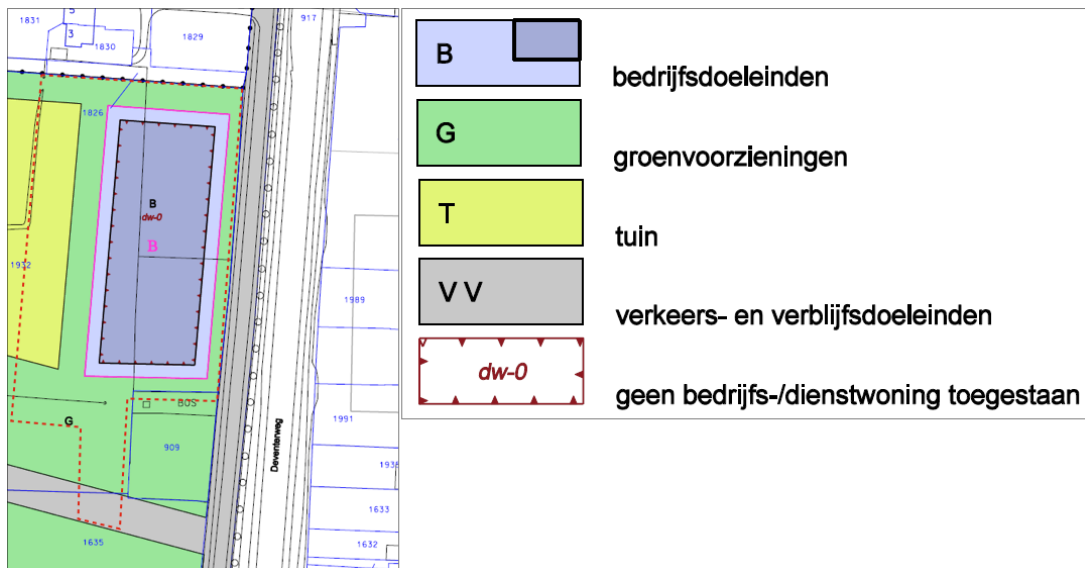 1831
5
3
1830
1829
917
1826
B
dw-0
B
1932
1989
G
BOS
909
1991
Deventerweg
1938
1633
1635
1632
B
bedrijfsdoeleinden
G
groenvoorzieningen
T
tuin
V V
verkeers- en verblijfsdoeleinden
dw-0
geen bedrijfs-/dienstwoning toegestaan